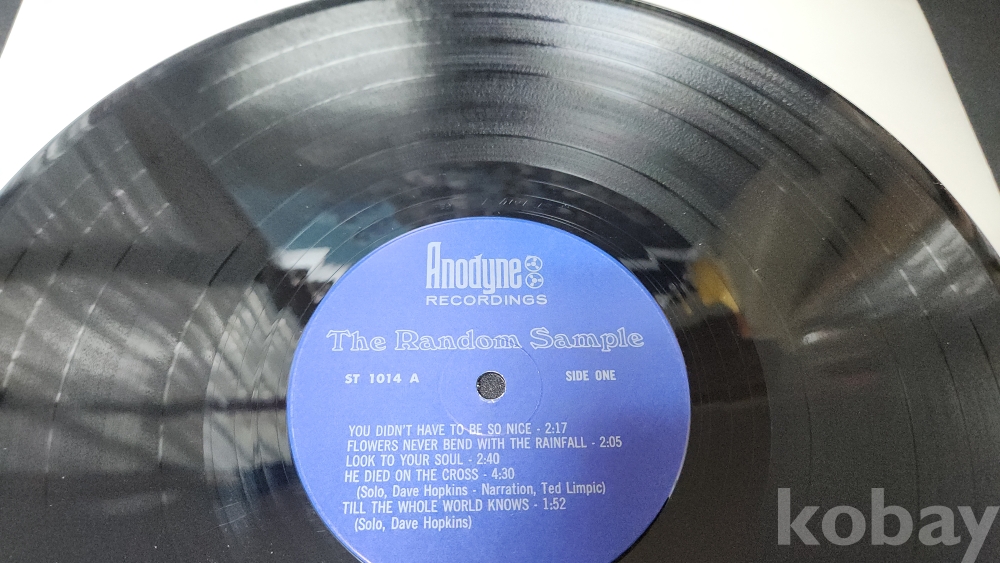 Anodyne
RECORDINGS
The Random Sample
ST 1014 A
SIDE ONE
YOU DIDN'T HAVE TO BE SO NICE - 2:17
FLOWERS NEVER BEND WITH THE RAINFALL - 2:05
LOOK TO YOUR SOUL - 2:40
HE DIED ON THE CROSS - 4:30
(Solo, Dave Hopkins - Narration, Ted Limpic)
TILL THE WHOLE WORLD KNOWS - 1:52
(Solo, Dave Hopkins)
kobay